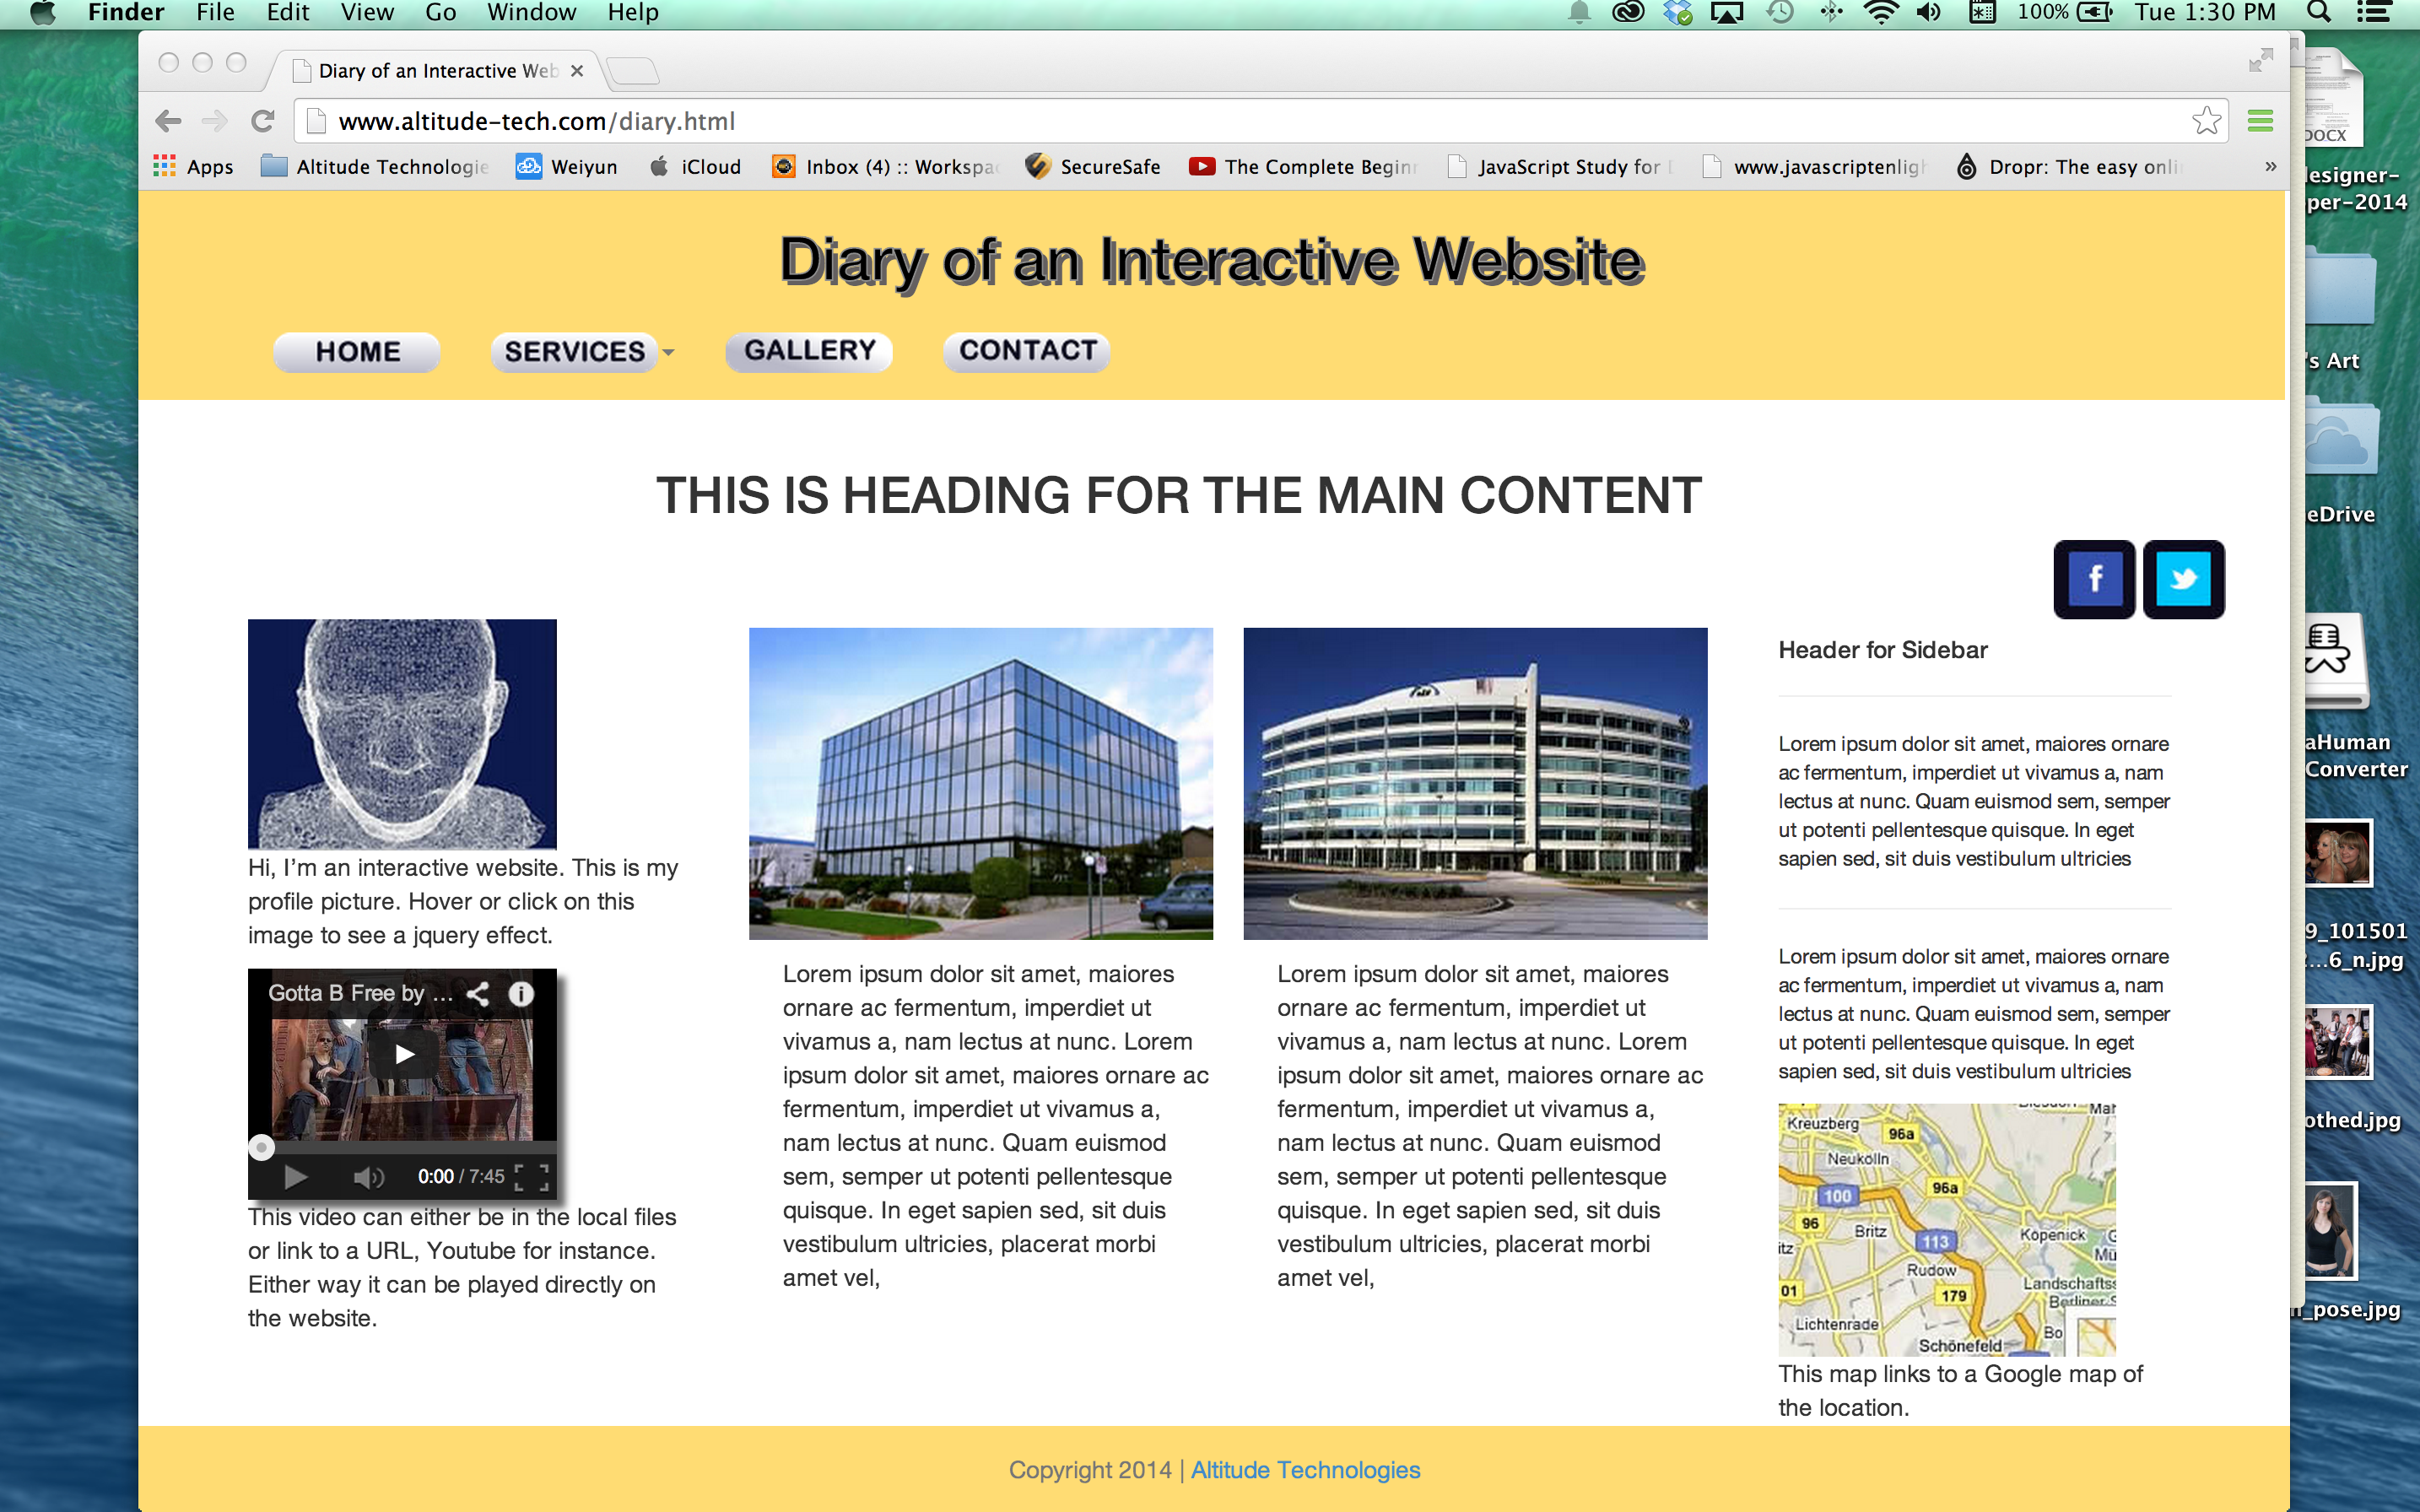 Finder File Edit View Go Window Help 100% Tue 1:30 PM
Diary of an Interactive Web
www.altitude-tech.com/diary.html
Apps Altitude Technologie Weiyun iCloud Inbox (4) :: Workspa SecureSafe The Complete Begin JavaScript Study for www.javascriptenligh Dropr: The easy onli »
Diary of an Interactive Website
HOME SERVICES GALLERY CONTACT
THIS IS HEADING FOR THE MAIN CONTENT
Hi, I’m an interactive website. This is my
profile picture. Hover or click on this
image to see a jquery effect.
Gotta B Free by ...
0:00 / 7:45
This video can either be in the local files
or link to a URL, Youtube for instance.
Either way it can be played directly on
the website.
Lorem ipsum dolor sit amet, maiores
ornare ac fermentum, imperdiet ut
vivamus a, nam lectus at nunc. Lorem
ipsum dolor sit amet, maiores ornare ac
fermentum, imperdiet ut vivamus a,
nam lectus at nunc. Quam euismod
sem, semper ut potenti pellentesque
quisque. In eget sapien sed, sit duis
vestibulum ultricies, placerat morbi
amet vel,
Lorem ipsum dolor sit amet, maiores
ornare ac fermentum, imperdiet ut
vivamus a, nam lectus at nunc. Lorem
ipsum dolor sit amet, maiores ornare ac
fermentum, imperdiet ut vivamus a,
nam lectus at nunc. Quam euismod
sem, semper ut potenti pellentesque
quisque. In eget sapien sed, sit duis
vestibulum ultricies, placerat morbi
amet vel,
f
Header for Sidebar
Lorem ipsum dolor sit amet, maiores ornare
ac fermentum, imperdiet ut vivamus a, nam
lectus at nunc. Quam euismod sem, semper
ut potenti pellentesque quisque. In eget
sapien sed, sit duis vestibulum ultricies
Lorem ipsum dolor sit amet, maiores ornare
ac fermentum, imperdiet ut vivamus a, nam
lectus at nunc. Quam euismod sem, semper
ut potenti pellentesque quisque. In eget
sapien sed, sit duis vestibulum ultricies
Kreuzberg 96a
Neukölln
100 96a
96 Britz 113 Köpenick
Rudow
01 179 Landschafts
Lichtenrade Bo
Schönefeld
This map links to a Google map of
the location.
Copyright 2014 | Altitude Technologies
DOCX
esigner-
per-2014
's Art
eDrive
aHuman
Converter
9_101501
...6_n.jpg
othed.jpg
_pose.jpg